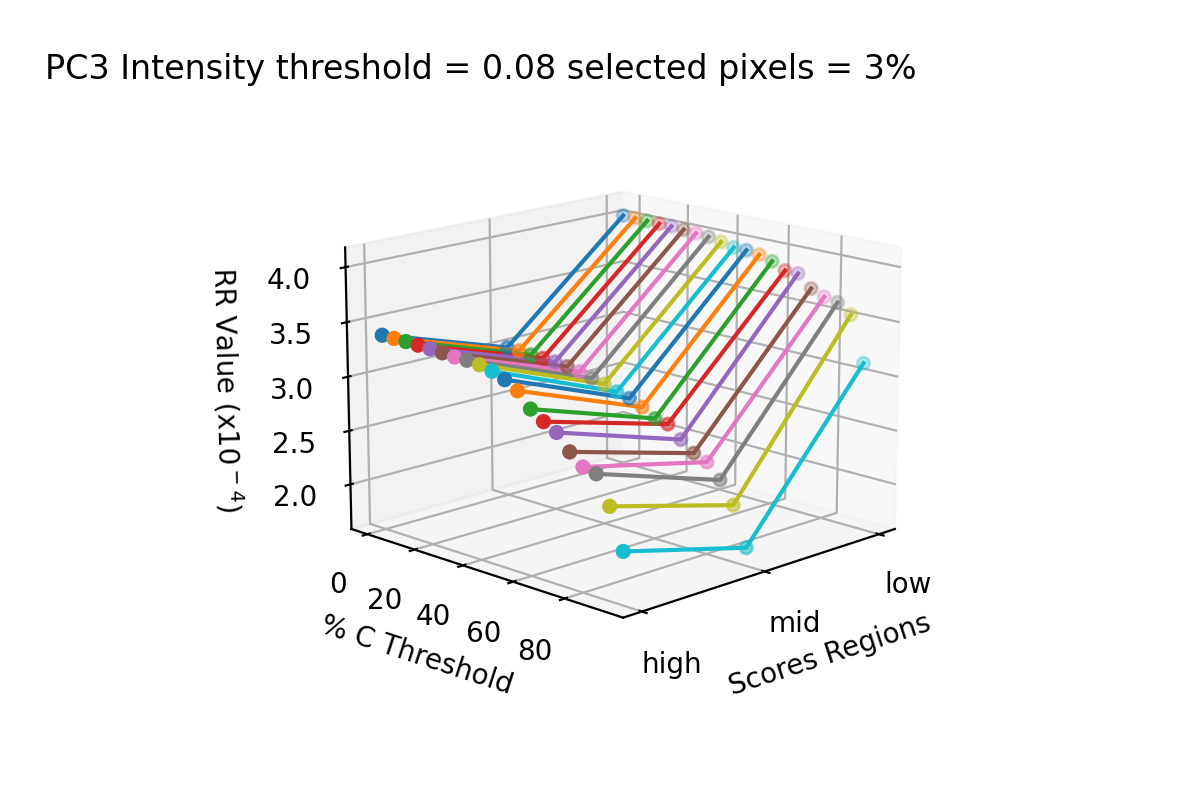 PC3 Intensity threshold = 0.08 selected pixels = 3%
4.0
3.5
3.0
2.5
2.0
RR Value (x10⁻⁴)
0
20
40
60
80
% C Threshold
high
mid
low
Scores Regions